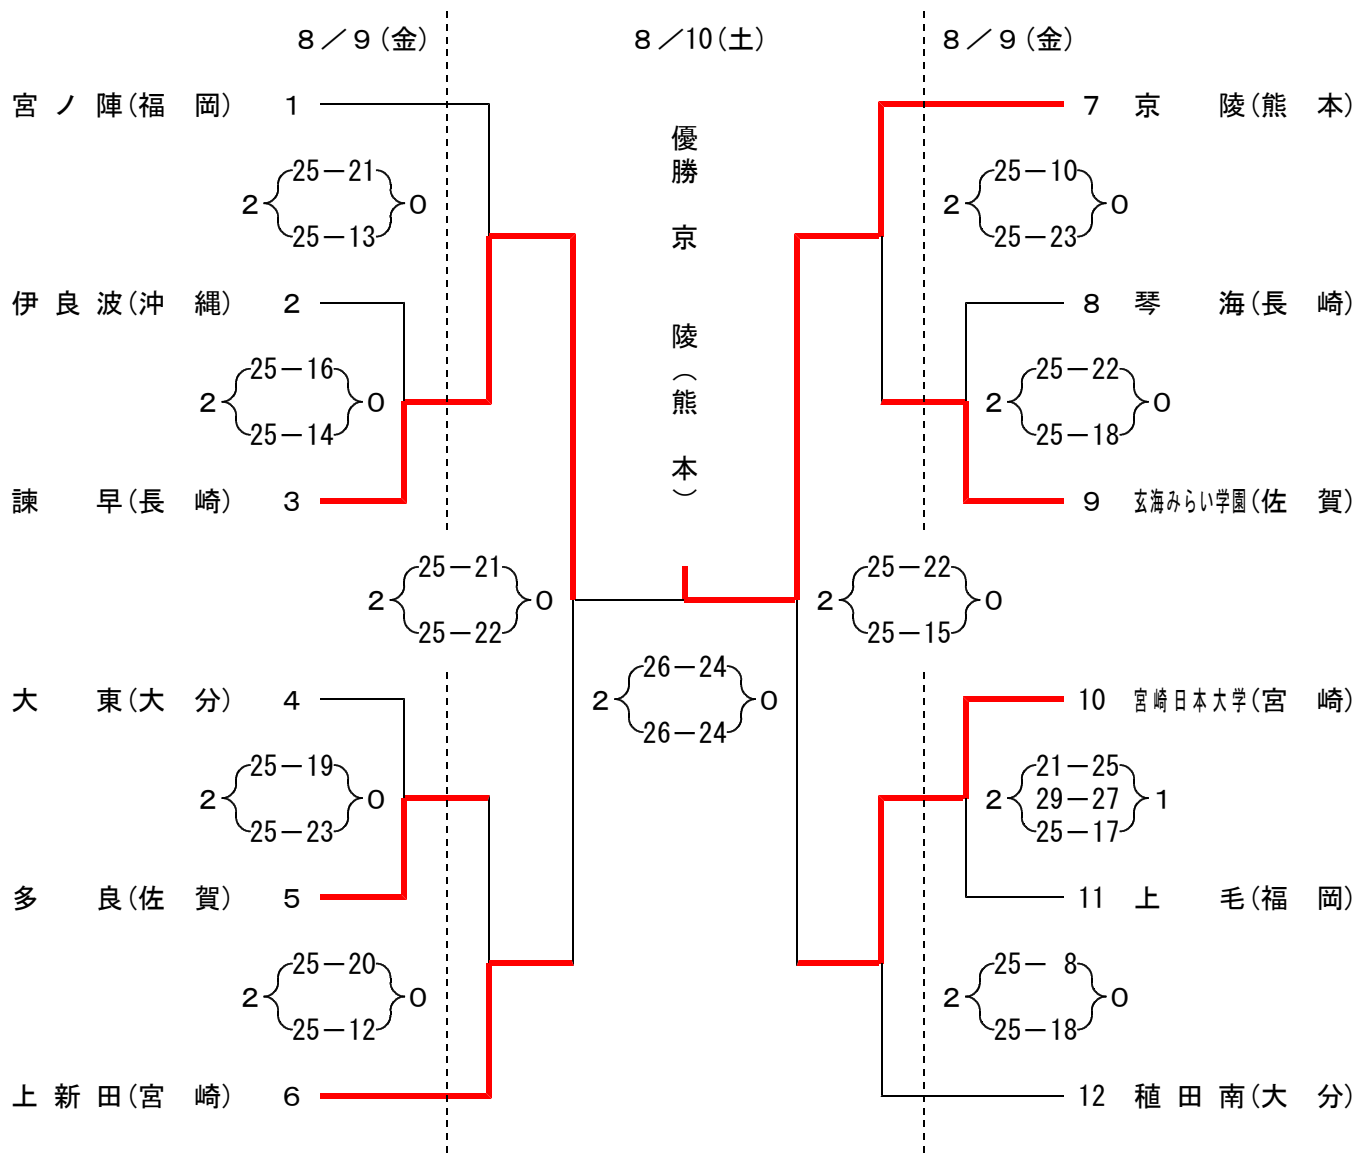 8／9(金)
8／10(土)
8／9(金)
宮ノ陣(福　岡)　1
25－21
2　0
25－13
伊良波(沖　縄)　2
25－16
2　0
25－14
諫　早(長　崎)　3
25－21
2　0
25－22
大　東(大　分)　4
25－19
2　0
25－23
多　良(佐　賀)　5
25－20
2　0
25－12
上新田(宮　崎)　6
優勝　京　陵(熊　本)
26－24
2　0
26－24
7　京　陵(熊　本)
25－10
2　0
25－23
8　琴　海(長　崎)
25－22
2　0
25－18
9　玄海みらい学園(佐　賀)
25－22
2　0
25－15
10　宮崎日本大学(宮　崎)
21－25
2　29－27　1
25－17
11　上　毛(福　岡)
25－ 8
2　0
25－18
12　稙田南(大　分)